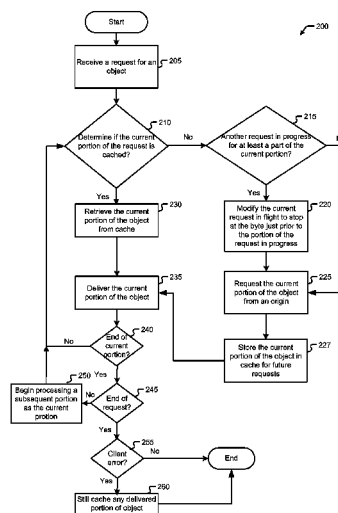 Start
200
Receive a request for an
object
205
210
Determine if the current
portion of the request is
cached?
No
215
Another request in progress
for at least a part of the
current portion?
Yes
Yes
230
Retrieve the current
portion of the object
from cache
220
Modify the current
request in flight to stop
at the byte just prior to
the portion of the
request in progress
235
Deliver the current
portion of the object
225
Request the current
portion of the object
from an origin
240
No
End of
current
portion?
227
Store the current
portion of the object in
cache for future
requests
Yes
250
Begin processing a
subsequent portion
as the current
protion
No
245
End of
request?
Yes
255
Client
error?
No
End
Yes
260
Still cache any delivered
portion of object